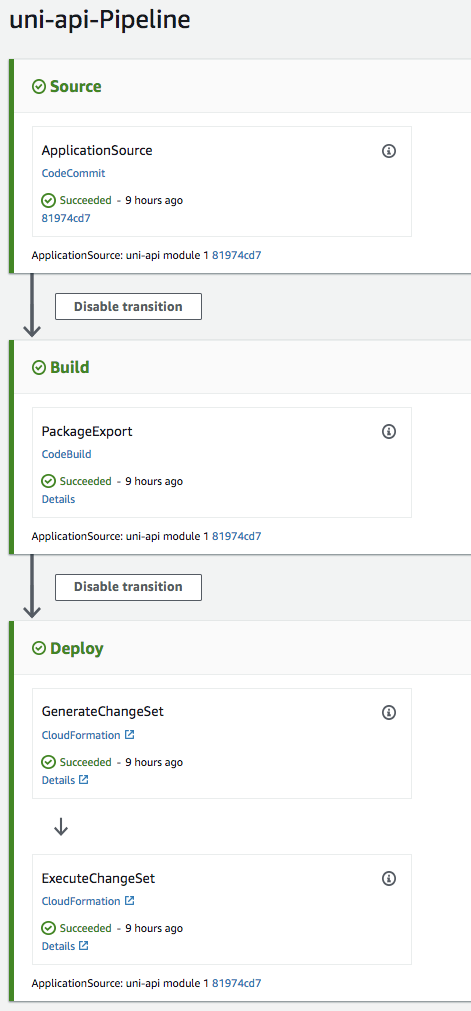 uni-api-Pipeline
Source
ApplicationSource
CodeCommit
Succeeded - 9 hours ago
81974cd7
ApplicationSource: uni-api module 1 81974cd7
Disable transition
Build
PackageExport
CodeBuild
Succeeded - 9 hours ago
Details
ApplicationSource: uni-api module 1 81974cd7
Disable transition
Deploy
GenerateChangeSet
CloudFormation
Succeeded - 9 hours ago
Details
ExecuteChangeSet
CloudFormation
Succeeded - 9 hours ago
Details
ApplicationSource: uni-api module 1 81974cd7